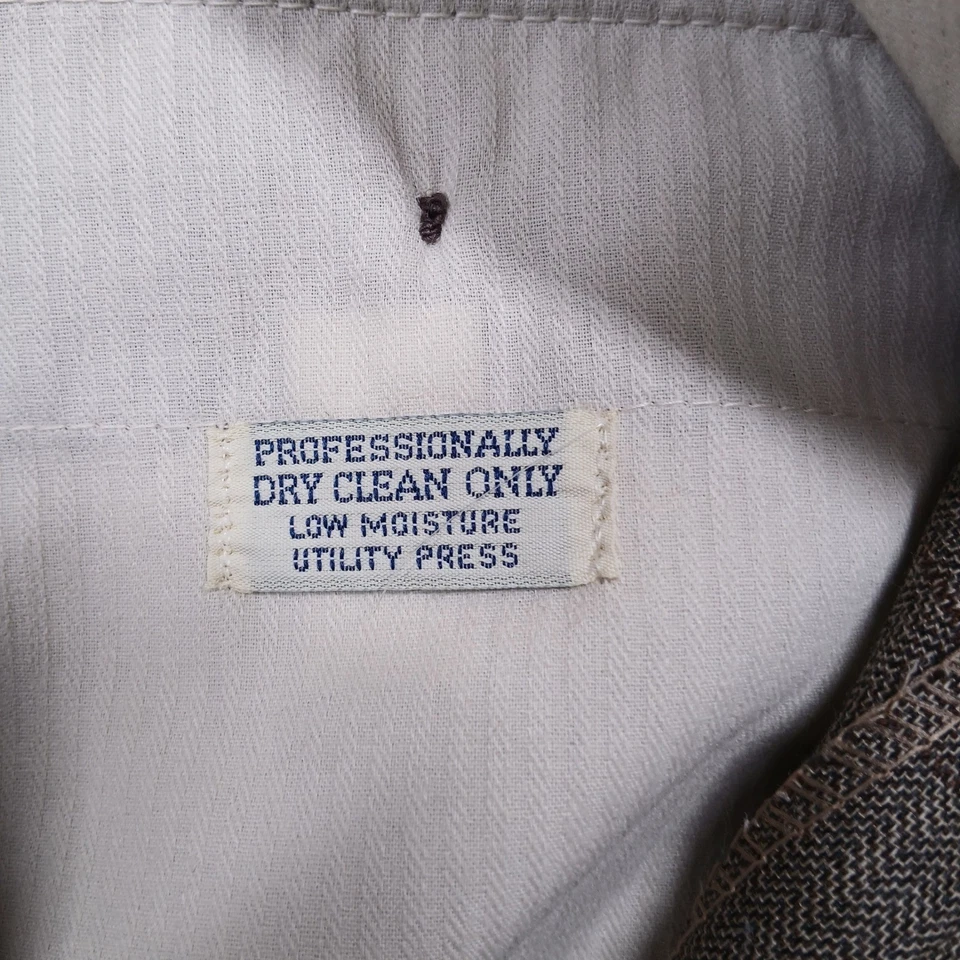 PROFESSIONALLY
DRY CLEAN ONLY
LOW MOISTURE
UTILITY PRESS